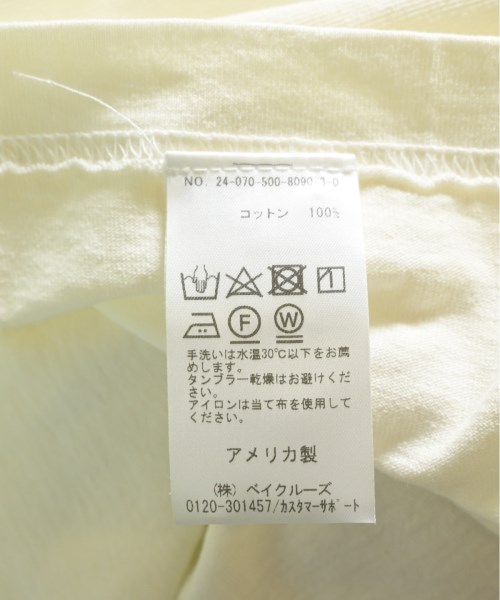 NO. 24-070-500-8090 1-0
コットン 100%
F W
手洗いは水温30℃以下をお薦
めします。
タンブラー乾燥はお避けくだ
さい。
アイロンは当て布を使用して
ください。
アメリカ製
(株) ベイクルーズ
0120-301457/カスタマーサポート